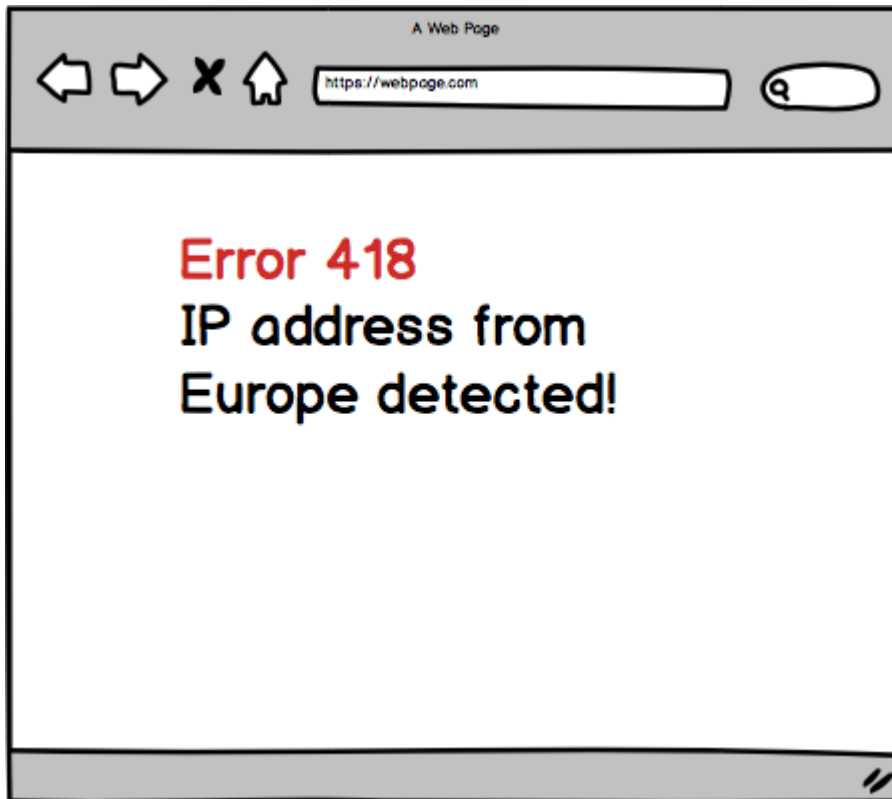 A Web Page
https://webpage.com
Error 418
IP address from
Europe detected!